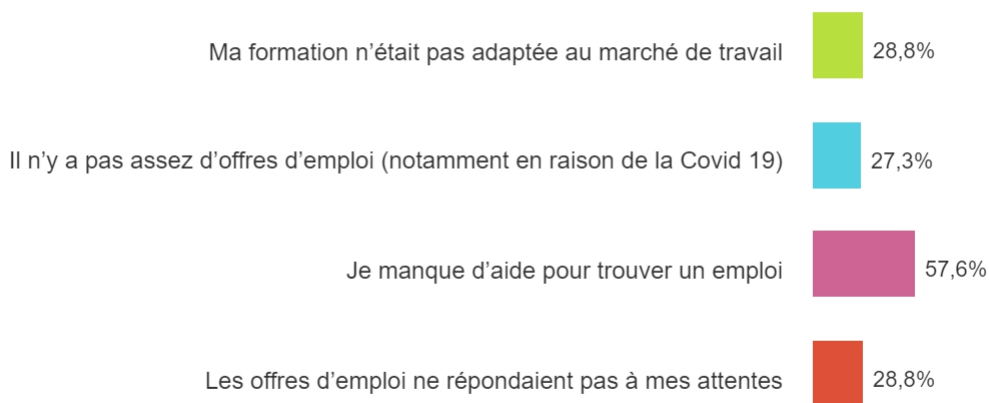 Ma formation n’était pas adaptée au marché de travail 28,8%
Il n’y a pas assez d’offres d’emploi (notamment en raison de la Covid 19) 27,3%
Je manque d’aide pour trouver un emploi 57,6%
Les offres d’emploi ne répondaient pas à mes attentes 28,8%